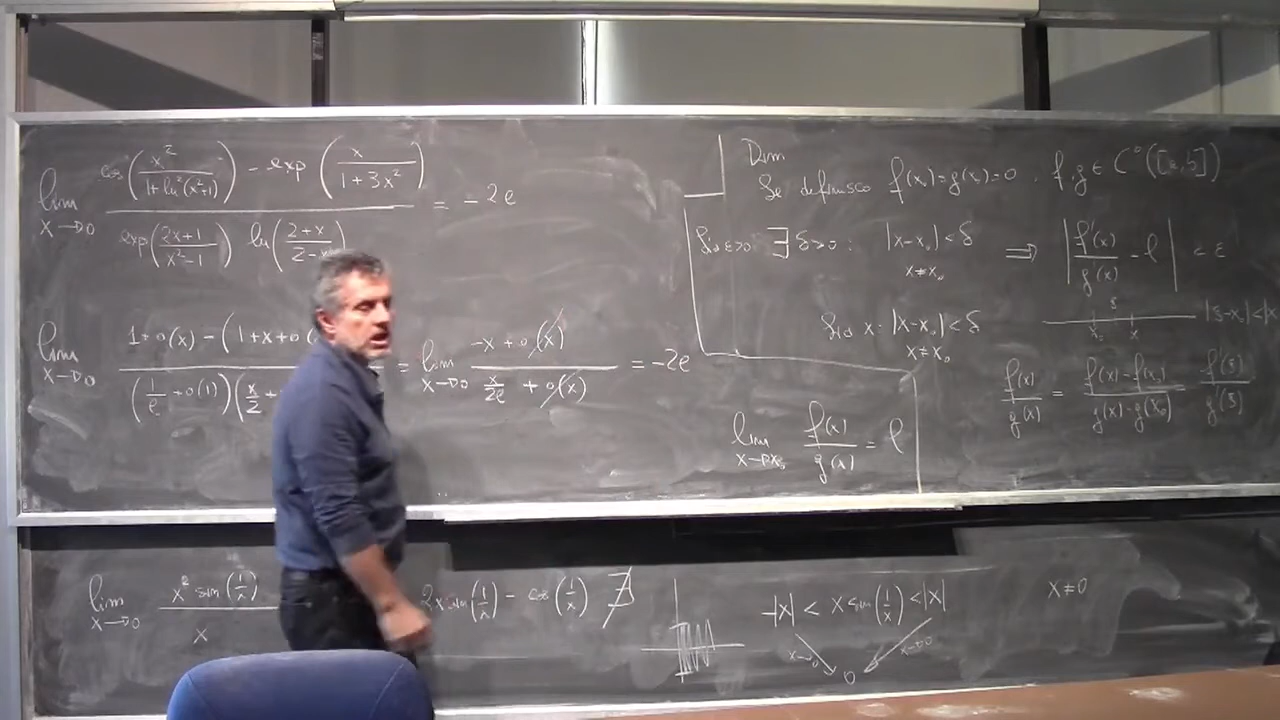 lim x→0 cos(x²/(1+ln²(x²+1))) − exp(x/(1+3x²)) / exp((2x+1)/(x²−1)) ln((2+x)/(2−x)) = −2e
lim x→0 1+o(x) − (1+x+o( / (1/e + o(1))(x/2 + = lim x→0 −x + o(x) / x/2e + o(x) = −2e
Dim
Se definisco f(x₀)=g(x₀)=0, f,g ∈ C⁰([a,b])
Sia ε>0 ∃ δ>0 : |x−x₀|<δ x≠x₀ ⟹ |f'(x)/g'(x) − l| < ε
Sia x : |x−x₀|<δ x≠x₀
x₀ ξ x
|ξ−x₀|<|x
f(x)/g(x) = f(x)−f(x₀) / g(x)−g(x₀) f'(ξ)/g'(ξ)
lim x→x₀ f(x)/g(x) = l
lim x→0 x² sin(1/x) / x
2x sin(1/x) − cos(1/x) ∄
−|x| < x sin(1/x) < |x| x≠0
x→0 0 x→0